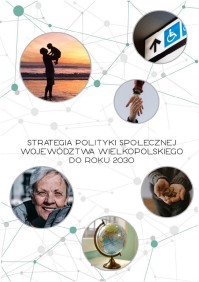 STRATEGIA POLITYKI SPOŁECZNEJ
WOJEWÓDZTWA WIELKOPOLSKIEGO
DO ROKU 2030